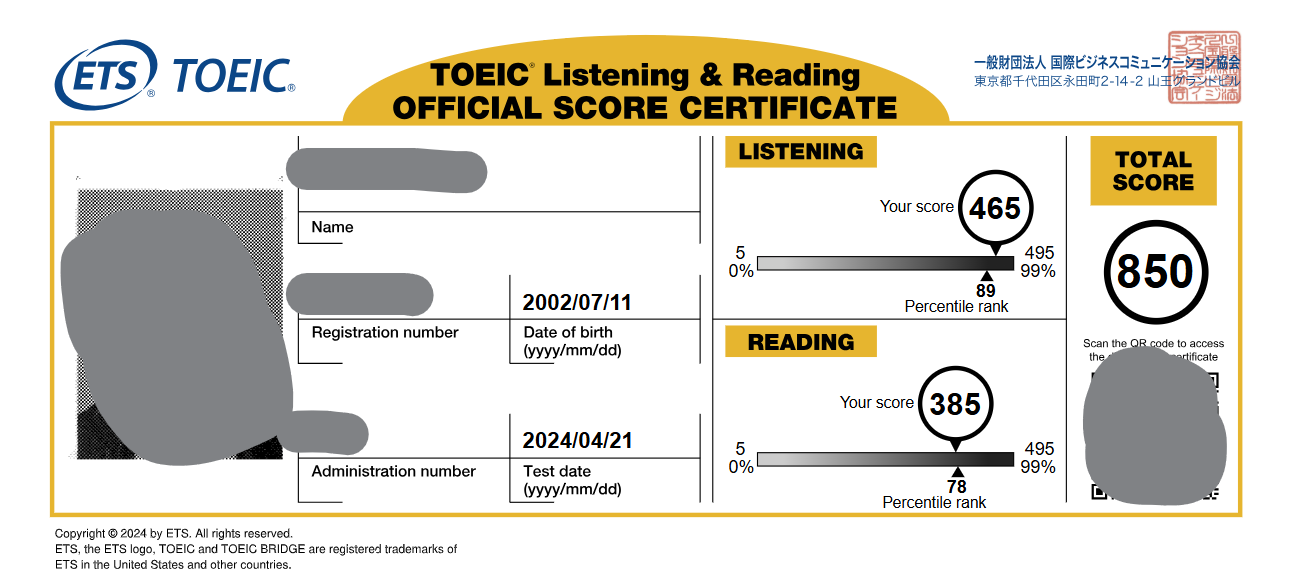 ETS® TOEIC®
TOEIC® Listening & Reading
OFFICIAL SCORE CERTIFICATE
一般財団法人 国際ビジネスコミュニケーション協会
東京都千代田区永田町2-14-2 山王グランドビル
Name
Registration number
2002/07/11
Date of birth
(yyyy/mm/dd)
Administration number
2024/04/21
Test date
(yyyy/mm/dd)
LISTENING
Your score 465
5 495
0% 99%
89
Percentile rank
READING
Your score 385
5 495
0% 99%
78
Percentile rank
TOTAL
SCORE
850
Scan the QR code to access
the certificate
Copyright © 2024 by ETS. All rights reserved.
ETS, the ETS logo, TOEIC and TOEIC BRIDGE are registered trademarks of
ETS in the United States and other countries.